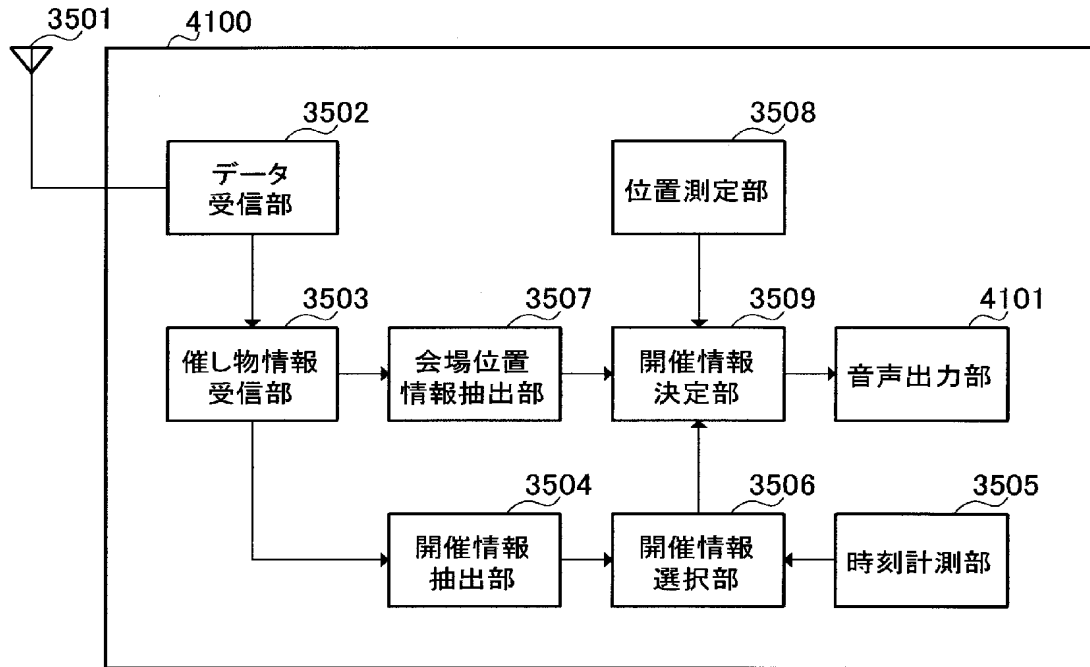 3501
4100
3502
データ
受信部
3508
位置測定部
3503
催し物情報
受信部
3507
会場位置
情報抽出部
3509
開催情報
決定部
4101
音声出力部
3504
開催情報
抽出部
3506
開催情報
選択部
3505
時刻計測部